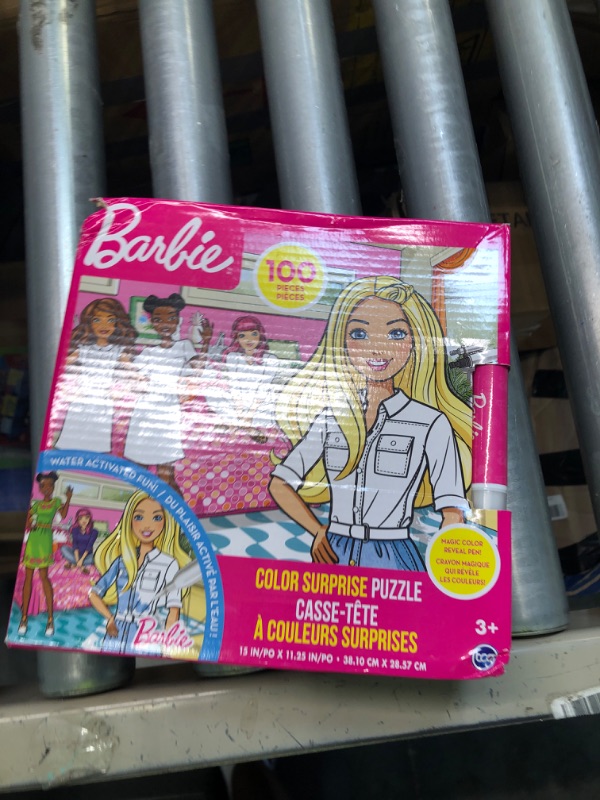 Barbie
100
PIECES
PIÈCES
WATER ACTIVATED FUN! / DU PLAISIR ACTIVÉ PAR L'EAU!
Barbie
MAGIC COLOR
REVEAL PEN!
CRAYON MAGIQUE
QUI RÉVÈLE
LES COULEURS!
COLOR SURPRISE PUZZLE
CASSE-TÊTE
À COULEURS SURPRISES
15 IN/PO X 11.25 IN/PO • 38.10 CM X 28.57 CM
3+